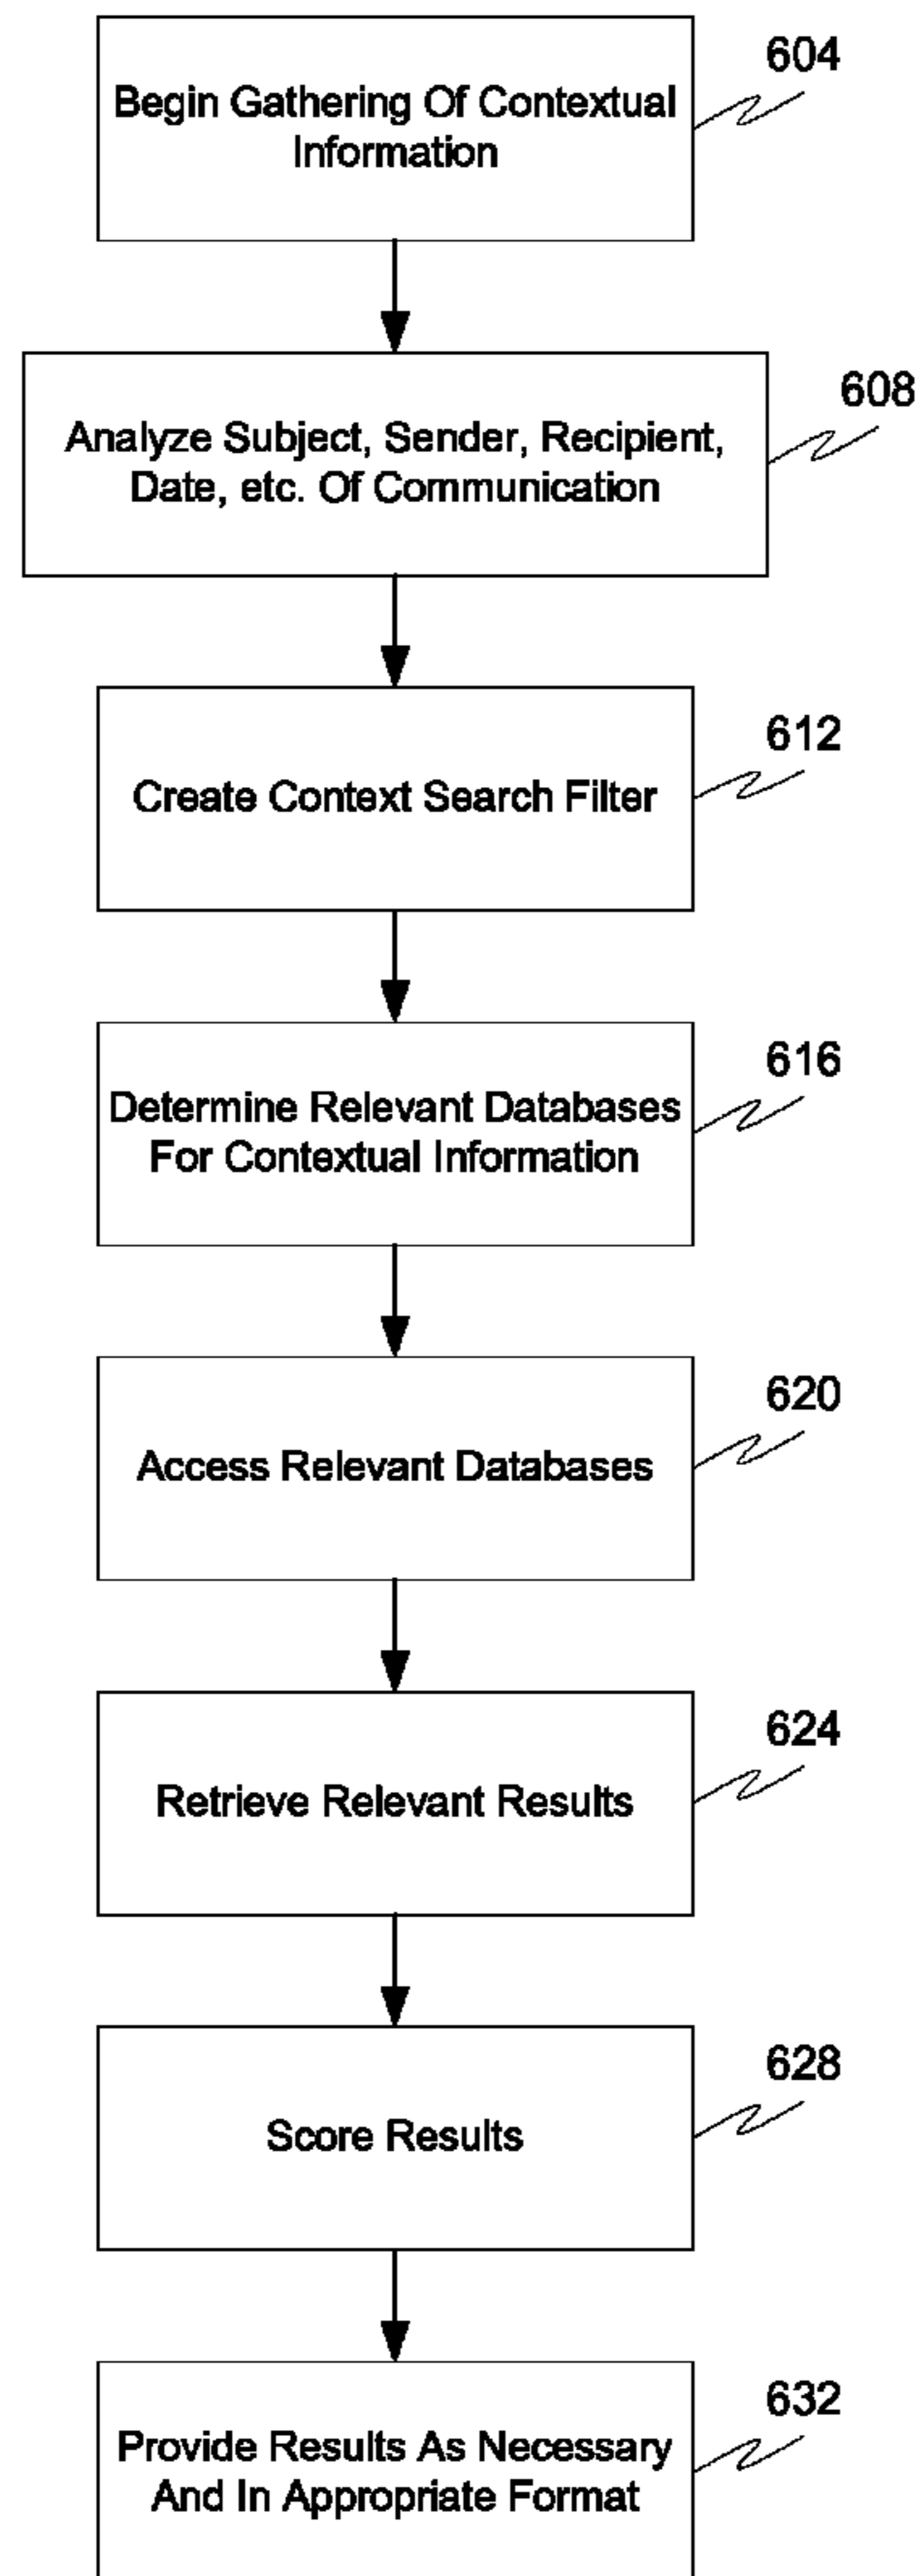 604
Begin Gathering Of Contextual
Information
608
Analyze Subject, Sender, Recipient,
Date, etc. Of Communication
612
Create Context Search Filter
616
Determine Relevant Databases
For Contextual Information
620
Access Relevant Databases
624
Retrieve Relevant Results
628
Score Results
632
Provide Results As Necessary
And In Appropriate Format